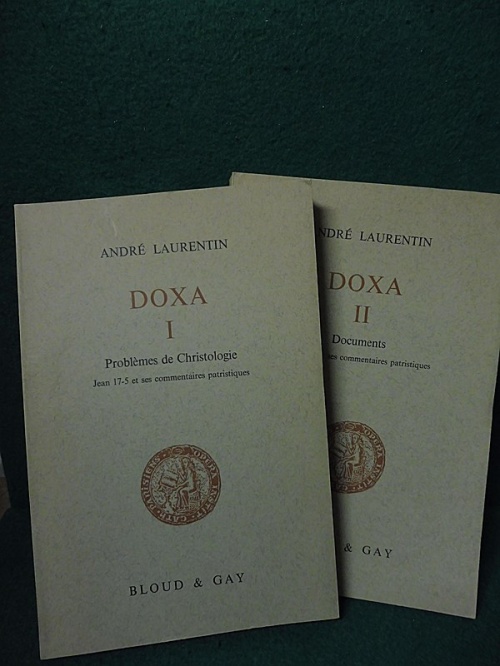 ANDRÉ LAURENTIN
DOXA
I
Problèmes de Christologie
Jean 17-5 et ses commentaires patristiques
BLOUD & GAY
ANDRÉ LAURENTIN
DOXA
II
Documents
ses commentaires patristiques
& GAY